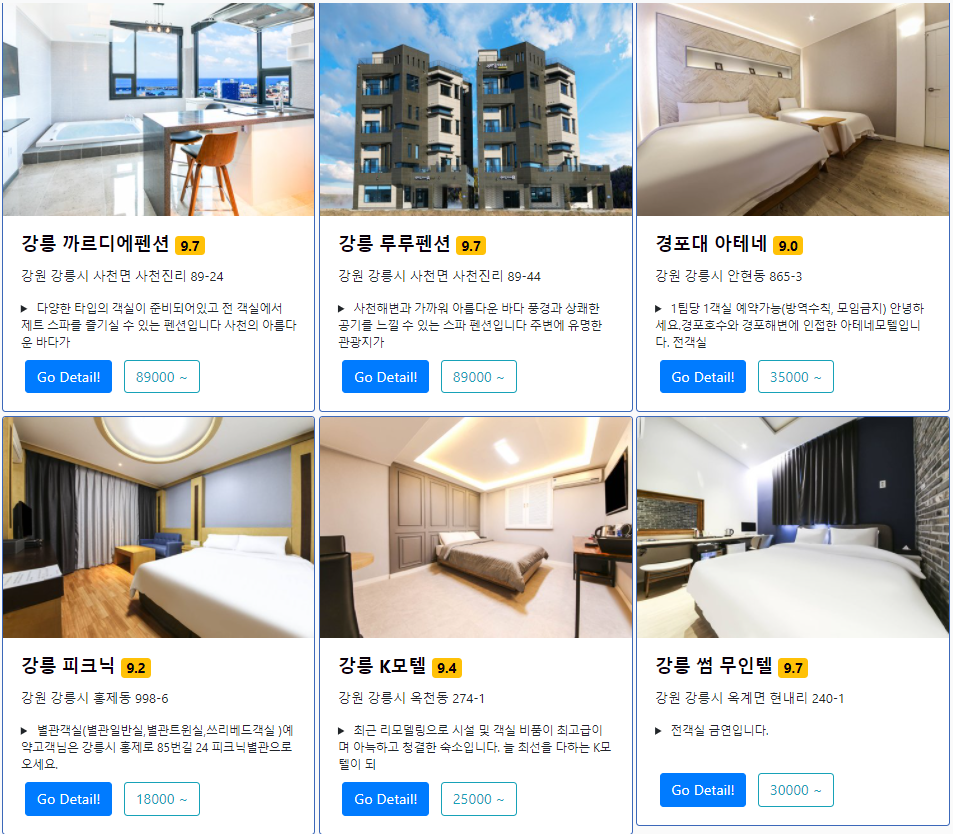 강릉 까르디에펜션 9.7
강원 강릉시 사천면 사천진리 89-24
▶ 다양한 타입의 객실이 준비되어있고 전 객실에서
제트 스파를 즐기실 수 있는 펜션입니다 사천의 아름다
운 바다가
Go Detail! 89000 ~
강릉 루루펜션 9.7
강원 강릉시 사천면 사천진리 89-44
▶ 사천해변과 가까워 아름다운 바다 풍경과 상쾌한
공기를 느낄 수 있는 스파 펜션입니다 주변에 유명한
관광지가
Go Detail! 89000 ~
경포대 아테네 9.0
강원 강릉시 안현동 865-3
▶ 1팀당 1객실 예약가능(방역수칙, 모임금지) 안녕하
세요.경포호수와 경포해변에 인접한 아테네모텔입니
다. 전객실
Go Detail! 35000 ~
강릉 피크닉 9.2
강원 강릉시 홍제동 998-6
▶ 별관객실(별관일반실,별관트윈실,쓰리베드객실 )예
약고객님은 강릉시 홍제로 85번길 24 피크닉별관으로
오세요.
Go Detail! 18000 ~
강릉 K모텔 9.4
강원 강릉시 옥천동 274-1
▶ 최근 리모델링으로 시설 및 객실 비품이 최고급이
며 아늑하고 청결한 숙소입니다. 늘 최선을 다하는 K모
텔이 되
Go Detail! 25000 ~
강릉 썸 무인텔 9.7
강원 강릉시 옥계면 현내리 240-1
▶ 전객실 금연입니다.
Go Detail! 30000 ~